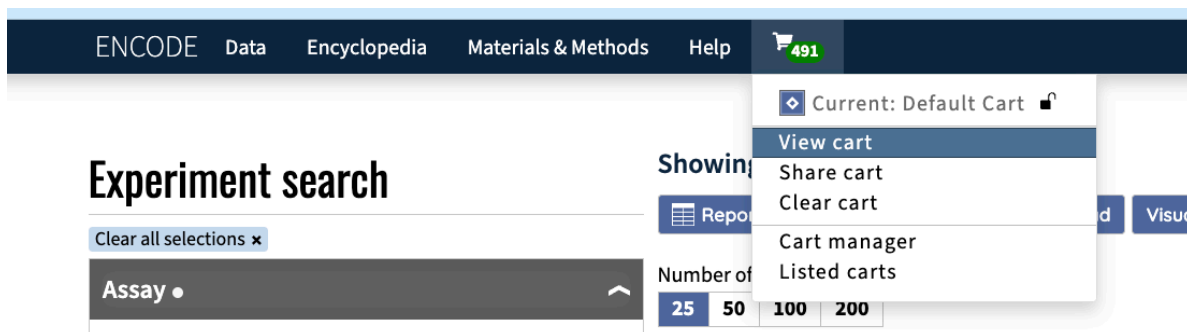 ENCODE Data Encyclopedia Materials & Methods Help 491
Current: Default Cart
View cart
Share cart
Clear cart
Cart manager
Listed carts
Experiment search
Clear all selections ×
Assay
Showing
Number of
25 50 100 200